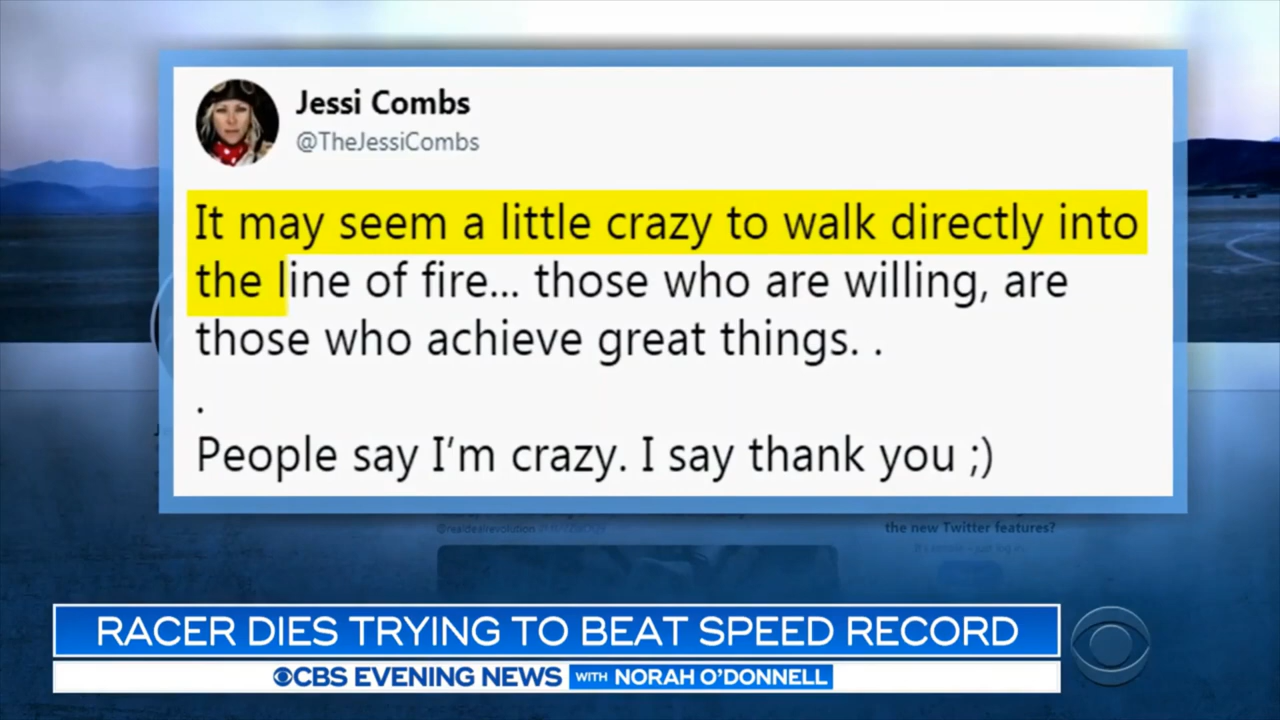 Jessi Combs
@TheJessiCombs
It may seem a little crazy to walk directly into
the line of fire... those who are willing, are
those who achieve great things. .
.
People say I'm crazy. I say thank you ;)
@realdealrevolution
the new Twitter features?
RACER DIES TRYING TO BEAT SPEED RECORD
CBS EVENING NEWS WITH NORAH O'DONNELL